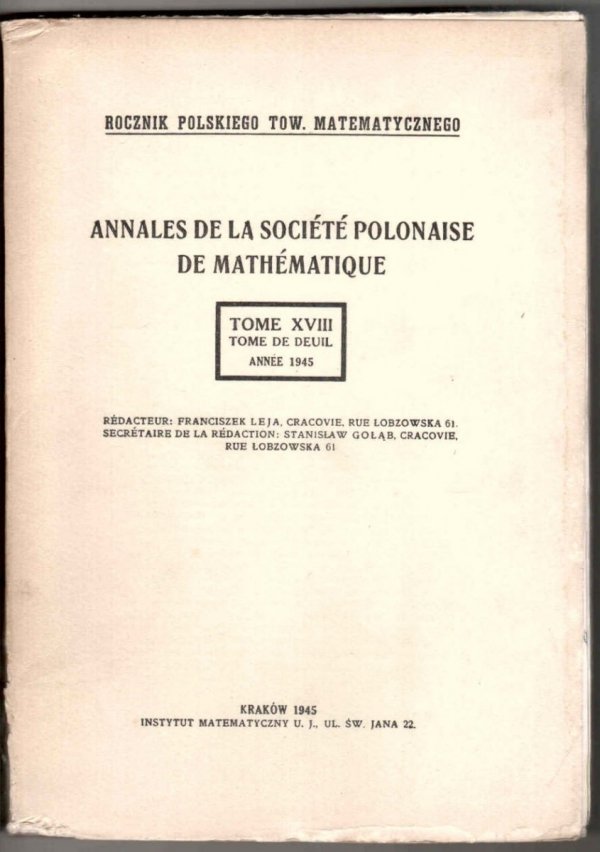 ROCZNIK POLSKIEGO TOW. MATEMATYCZNEGO
ANNALES DE LA SOCIÉTÉ POLONAISE
DE MATHÉMATIQUE
TOME XVIII
TOME DE DEUIL
ANNÉE 1945
RÉDACTEUR: FRANCISZEK LEJA, CRACOVIE, RUE ŁOBZOWSKA 61.
SECRÉTAIRE DE LA RÉDACTION: STANISŁAW GOŁĄB, CRACOVIE,
RUE ŁOBZOWSKA 61
KRAKÓW 1945
INSTYTUT MATEMATYCZNY U. J., UL. ŚW. JANA 22.